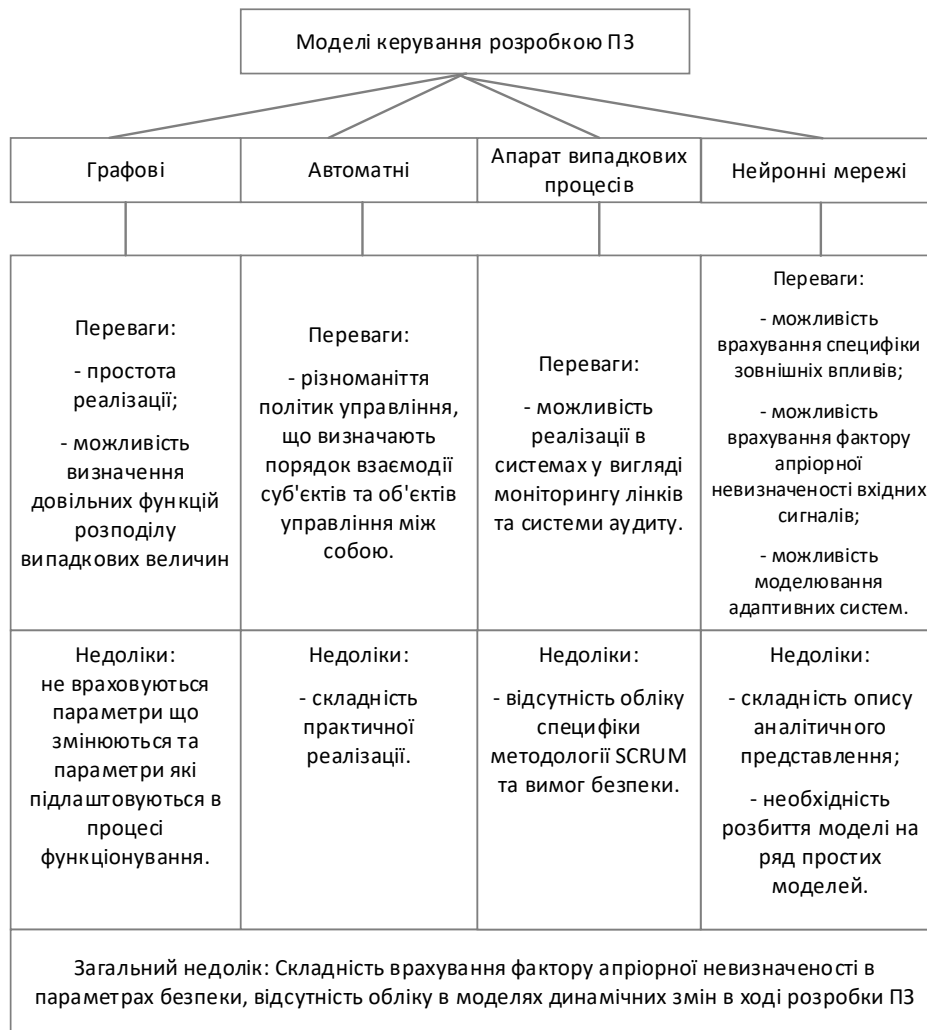 Моделі керування розробкою ПЗ
Графові
Автоматні
Апарат випадкових
процесів
Нейронні мережі
Переваги:
- простота
реалізації;
- можливість
визначення
довільних функцій
розподілу
випадкових величин
Переваги:
- різноманіття
політик управління,
що визначають
порядок взаємодії
суб'єктів та об'єктів
управління між
собою.
Переваги:
- можливість
реалізації в
системах у вигляді
моніторингу лінків
та системи аудиту.
Переваги:
- можливість
врахування специфіки
зовнішніх впливів;
- можливість
врахування фактору
апріорної
невизначеності вхідних
сигналів;
- можливість
моделювання
адаптивних систем.
Недоліки:
не враховуються
параметри що
змінюються та
параметри які
підлаштовуються в
процесі
функціонування.
Недоліки:
- складність
практичної
реалізації.
Недоліки:
- відсутність обліку
специфіки
методології SCRUM
та вимог безпеки.
Недоліки:
- складність опису
аналітичного
представлення;
- необхідність
розбиття моделі на
ряд простих
моделей.
Загальний недолік: Складність врахування фактору апріорної невизначеності в
параметрах безпеки, відсутність обліку в моделях динамічних змін в ході розробки ПЗ